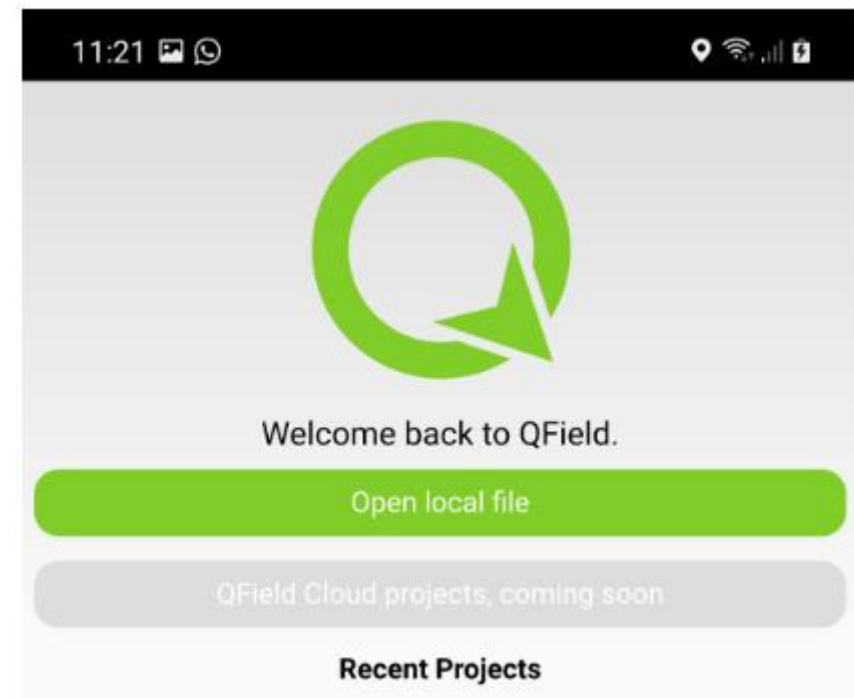 11:21
Welcome back to QField.
Open local file
QField Cloud projects, coming soon
Recent Projects